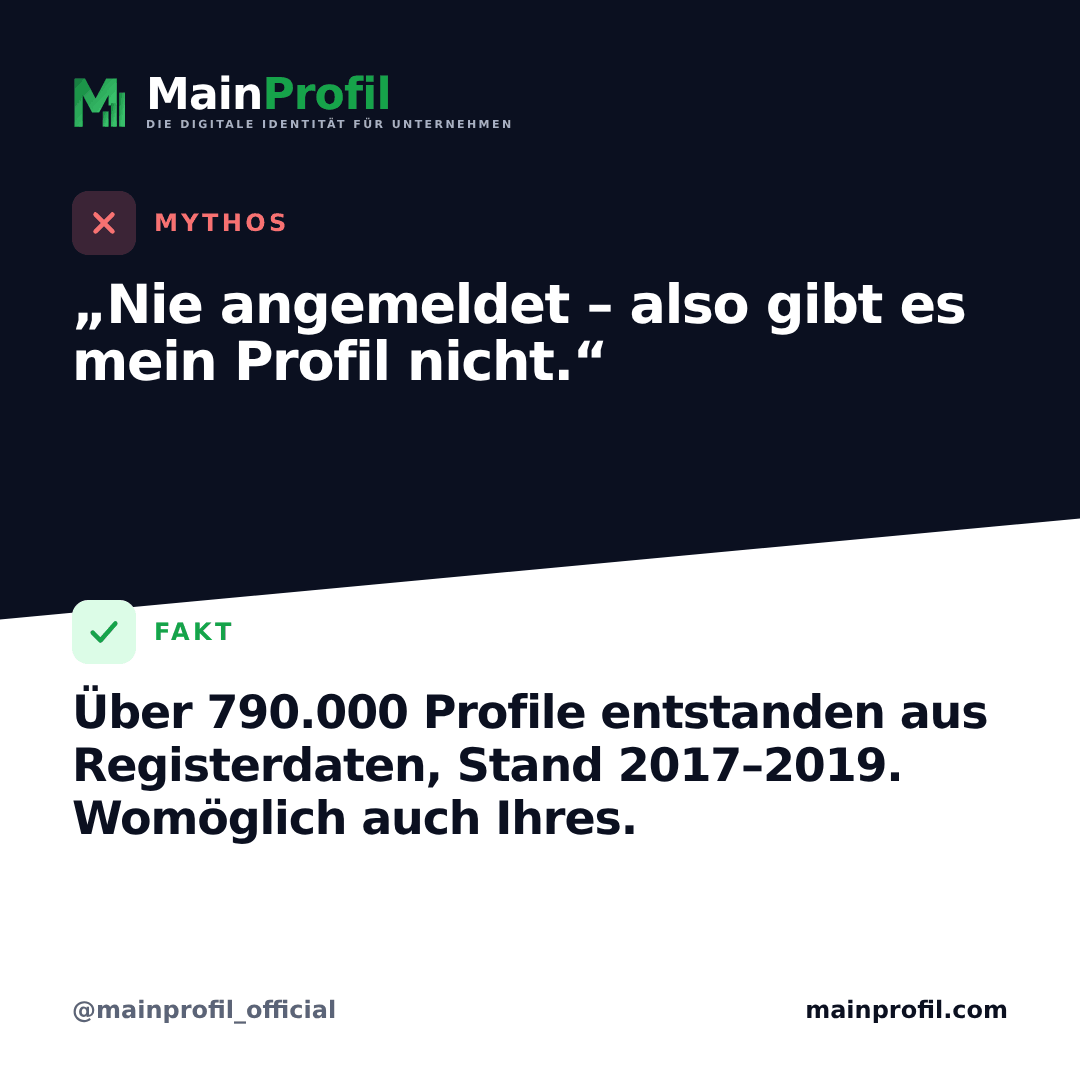 MainProfil
DIE DIGITALE IDENTITÄT FÜR UNTERNEHMEN
MYTHOS
„Nie angemeldet – also gibt es
mein Profil nicht.“
FAKT
Über 790.000 Profile entstanden aus
Registerdaten, Stand 2017–2019.
Womöglich auch Ihres.
@mainprofil_official
mainprofil.com